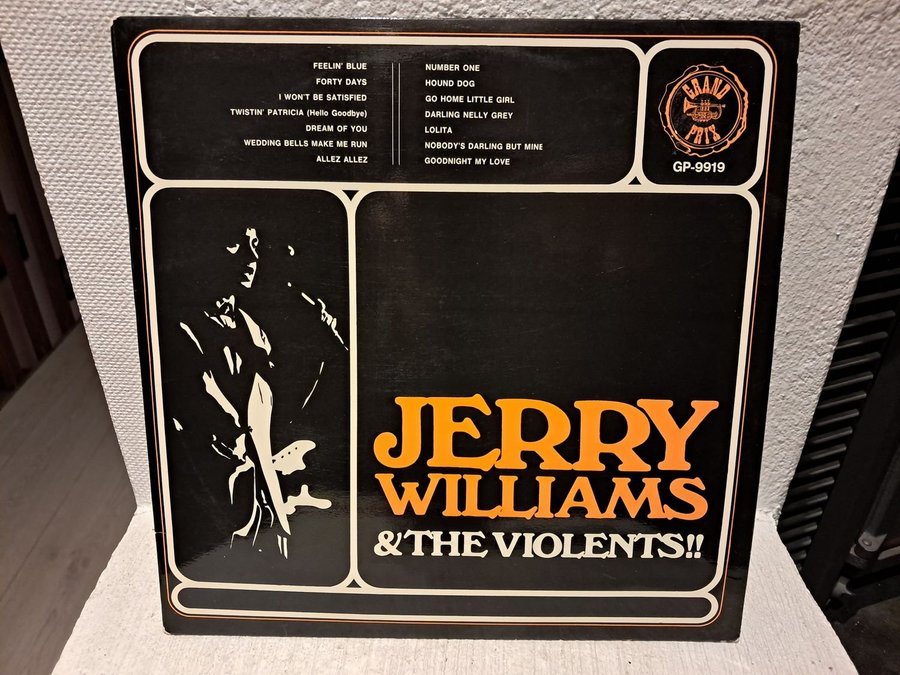 FEELIN' BLUE
FORTY DAYS
I WON'T BE SATISFIED
TWISTIN' PATRICIA (Hello Goodbye)
DREAM OF YOU
WEDDING BELLS MAKE ME RUN
ALLEZ ALLEZ
NUMBER ONE
HOUND DOG
GO HOME LITTLE GIRL
DARLING NELLY GREY
LOLITA
NOBODY'S DARLING BUT MINE
GOODNIGHT MY LOVE
GRAND
PRIX
GP-9919
JERRY
WILLIAMS
& THE VIOLENTS!!